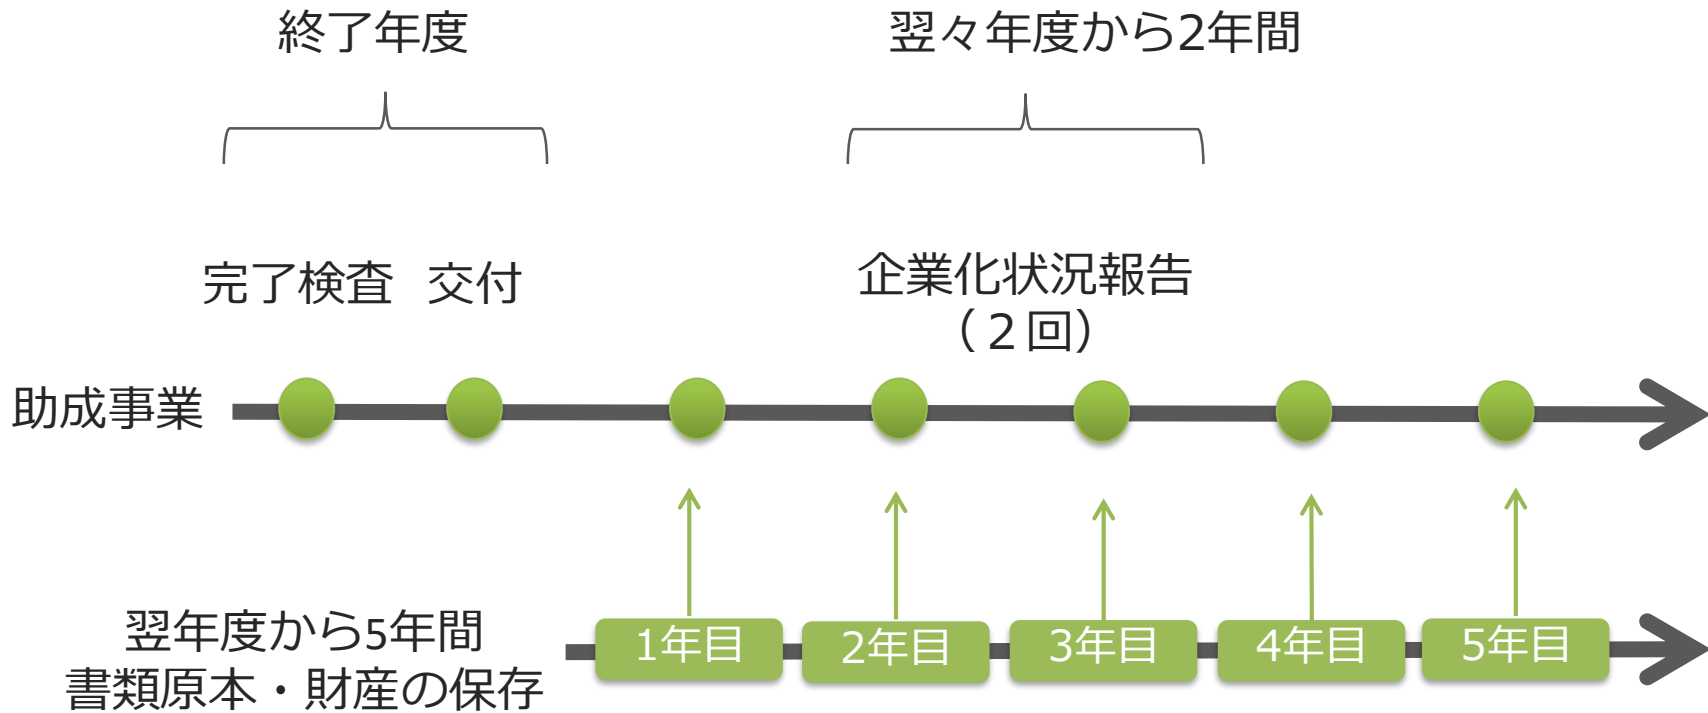 終了年度
翌々年度から2年間
完了検査 交付
企業化状況報告
（２回）
助成事業
翌年度から5年間
書類原本・財産の保存
1年目
2年目
3年目
4年目
5年目